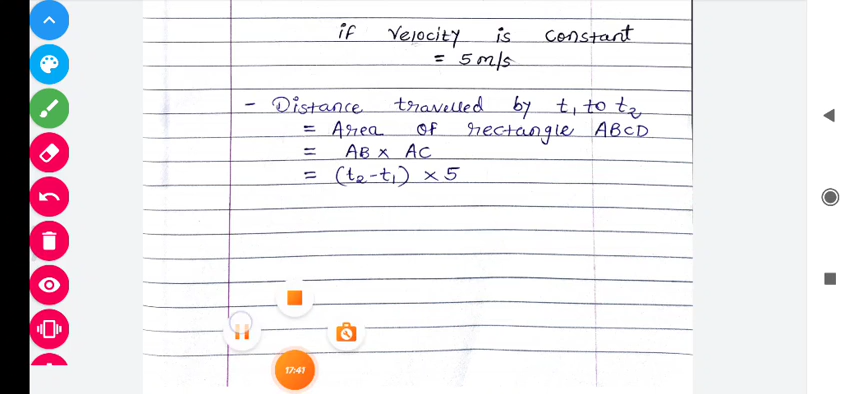 if velocity is constant
= 5 m/s
- Distance travelled by t₁ to t₂
= Area of rectangle ABCD
= AB × AC
= (t₂-t₁) × 5
17:41